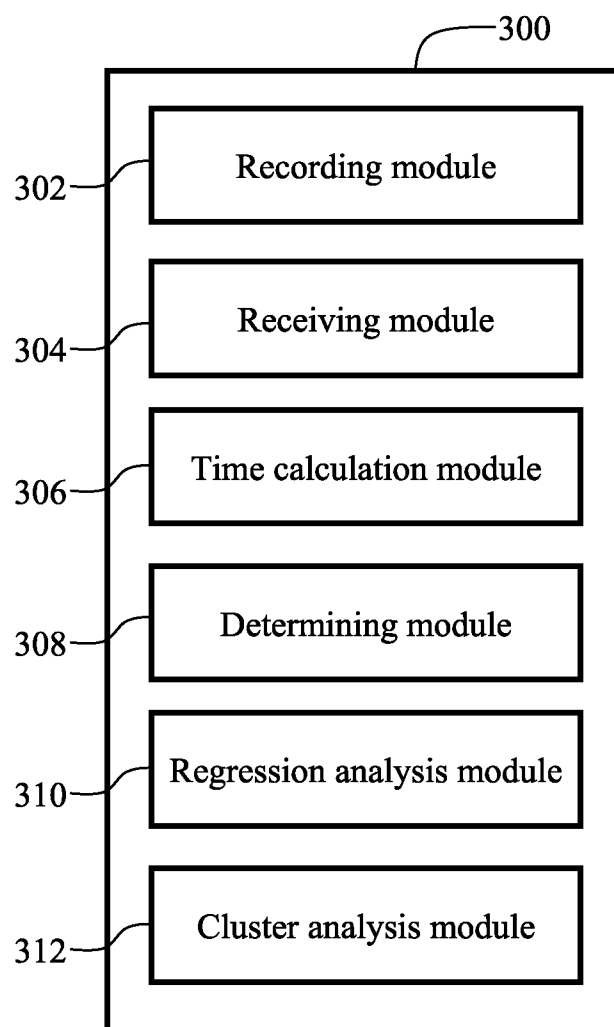 300
302
Recording module
304
Receiving module
306
Time calculation module
308
Determining module
310
Regression analysis module
312
Cluster analysis module